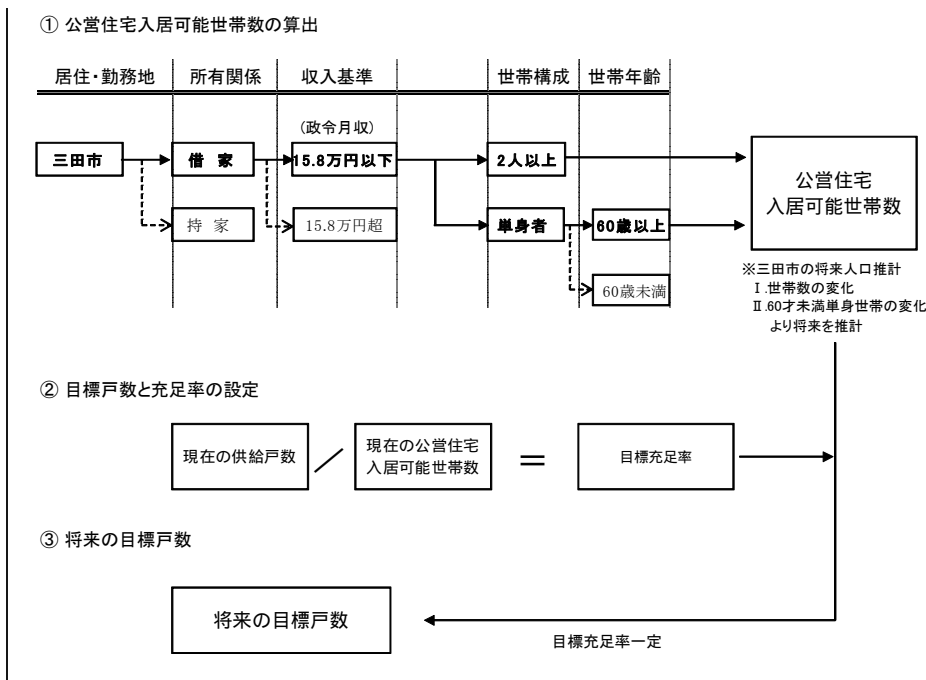 ① 公営住宅入居可能世帯数の算出
居住・勤務地 所有関係 収入基準 世帯構成 世帯年齢
(政令月収)
三田市 借 家 15.8万円以下 2人以上
公営住宅
入居可能世帯数
持 家 15.8万円超 単身者 60歳以上
60歳未満
※三田市の将来人口推計
Ⅰ.世帯数の変化
Ⅱ.60才未満単身世帯の変化
より将来を推計
② 目標戸数と充足率の設定
現在の供給戸数 / 現在の公営住宅
入居可能世帯数 = 目標充足率
③ 将来の目標戸数
将来の目標戸数
目標充足率一定